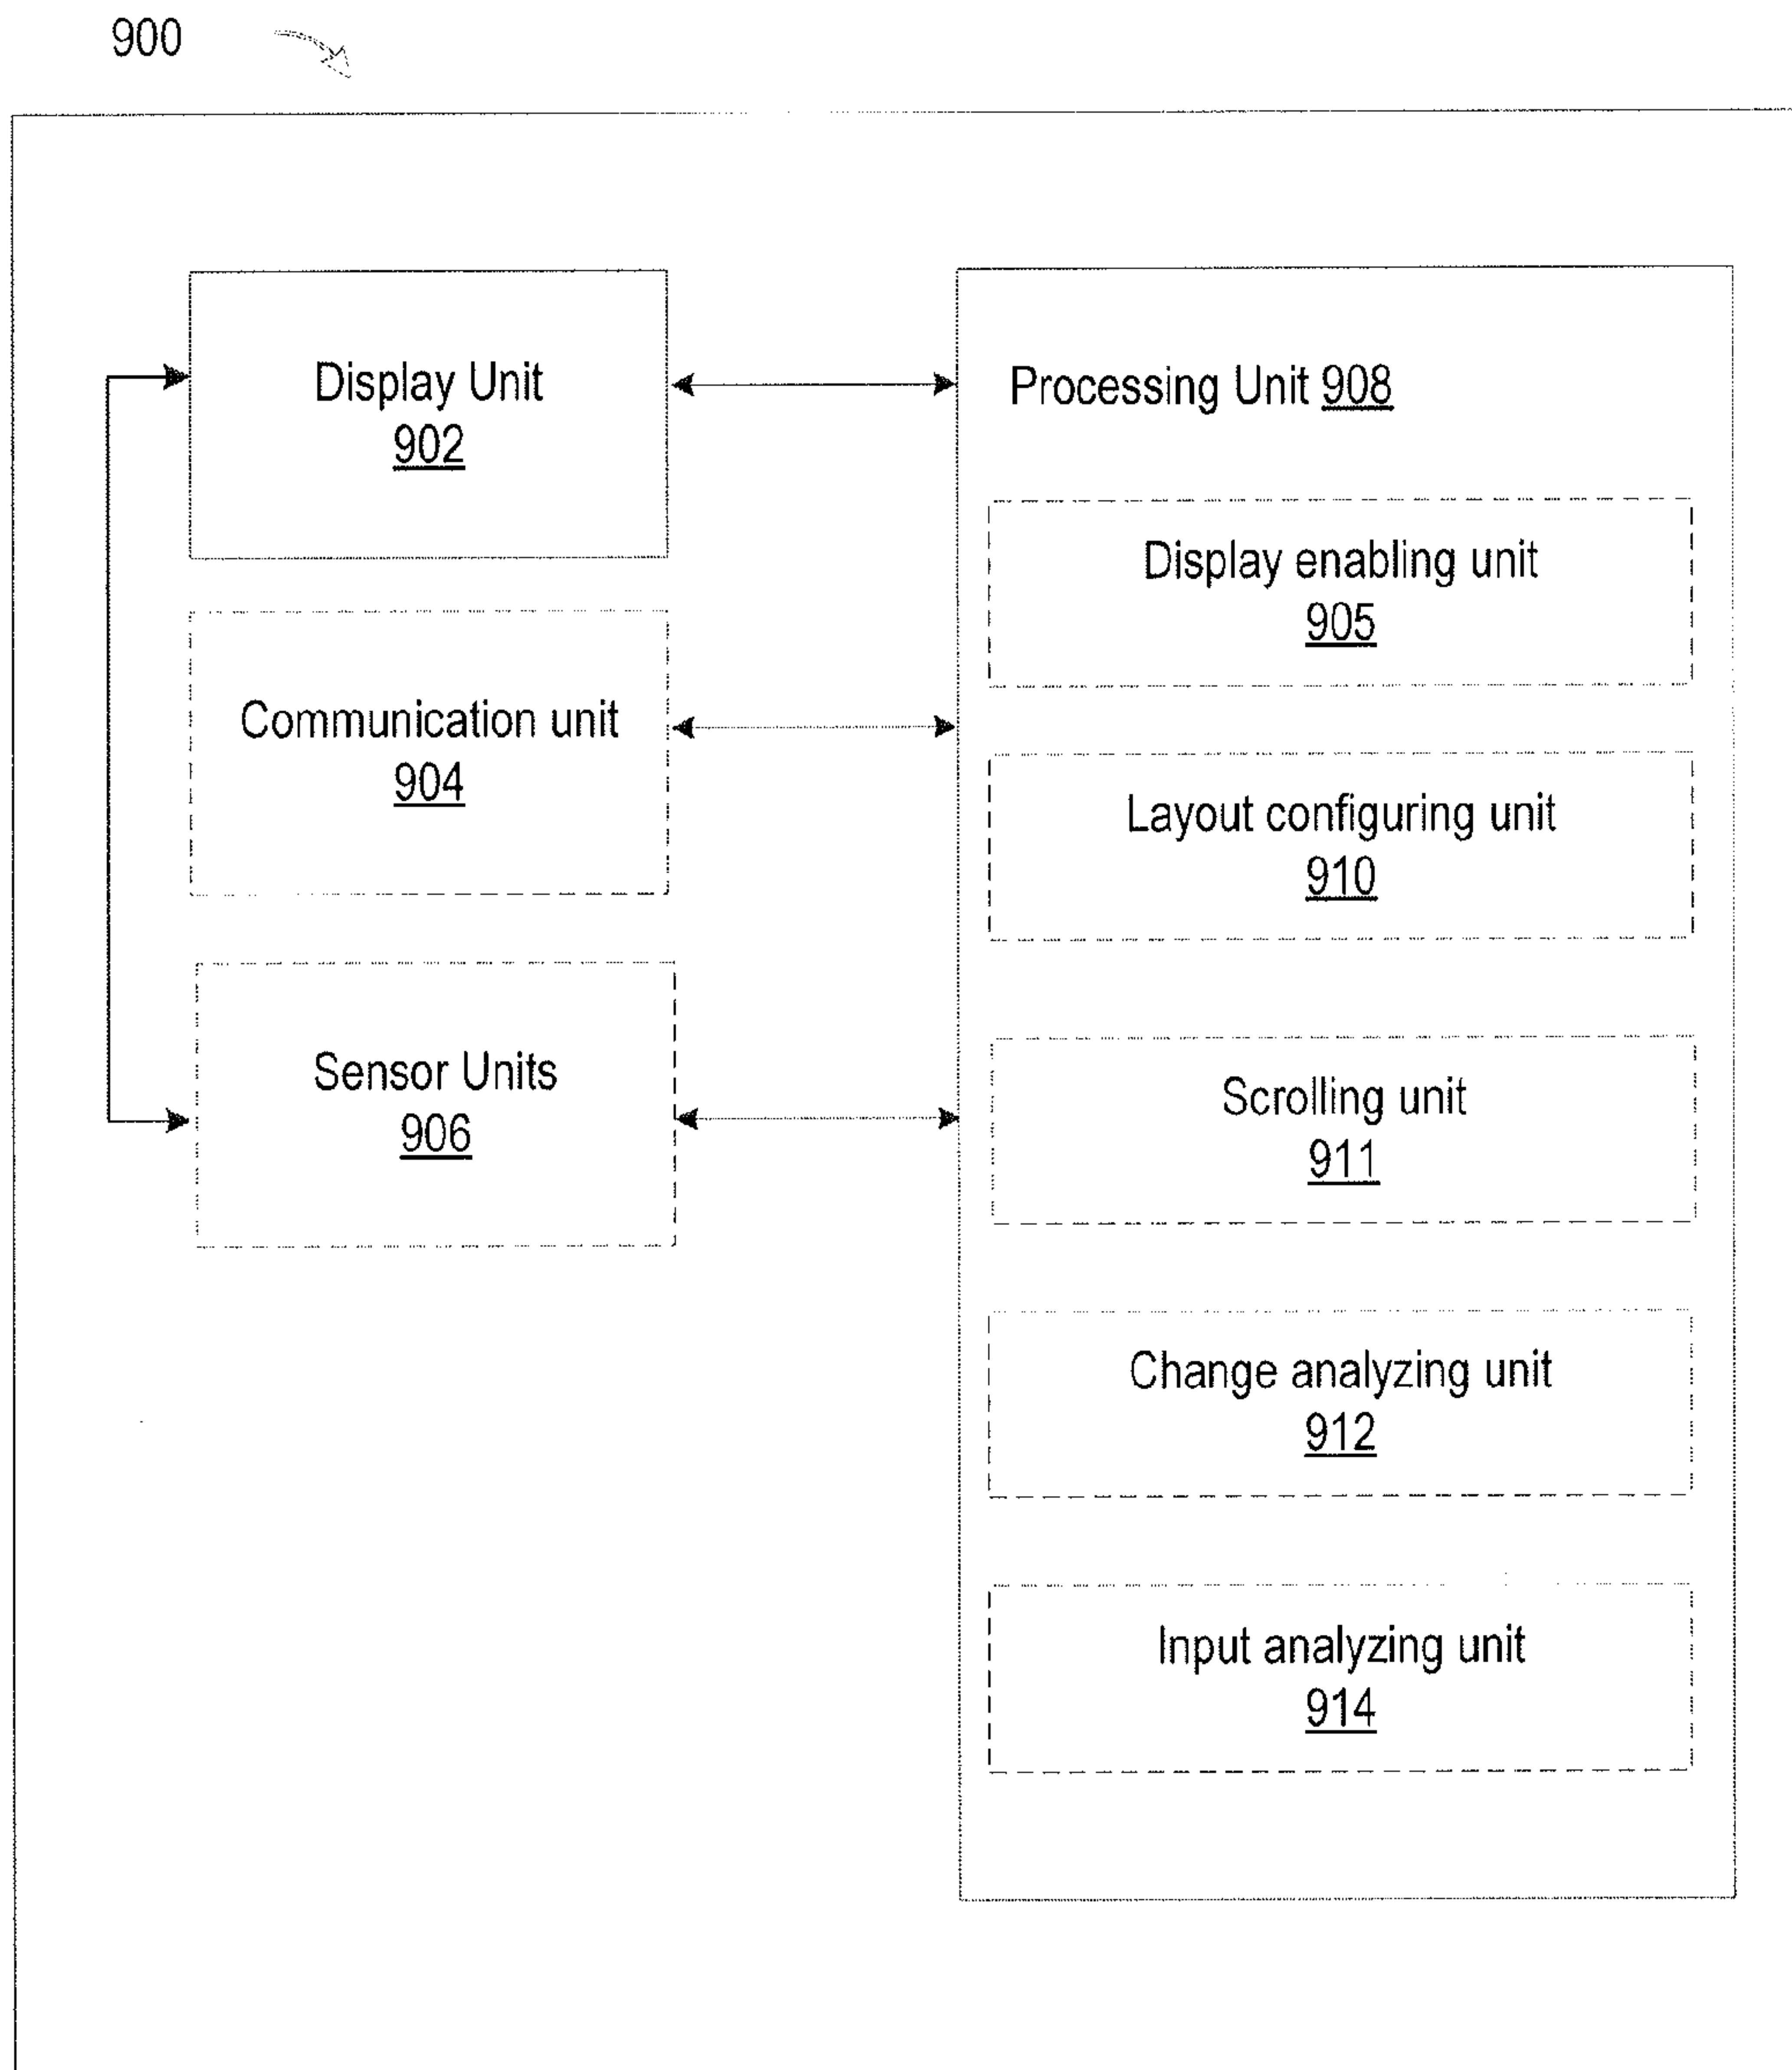 900
Display Unit
902
Communication unit
904
Sensor Units
906
Processing Unit 908
Display enabling unit
905
Layout configuring unit
910
Scrolling unit
911
Change analyzing unit
912
Input analyzing unit
914